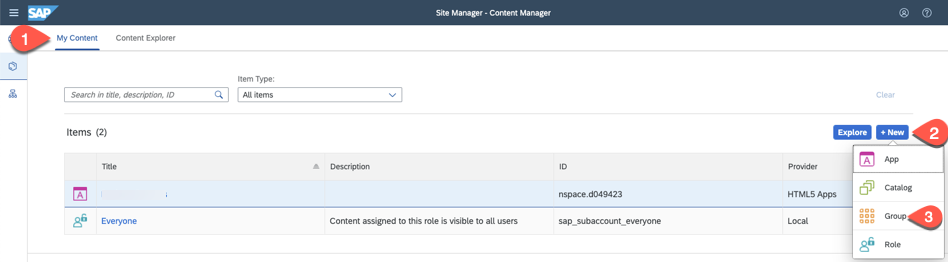 SAP Site Manager - Content Manager
1 My Content Content Explorer
Item Type:
Search in title, description, ID All items Clear
Items (2) Explore + New 2
Title Description ID Provider
A nspace.d049423 HTML5 Apps
Everyone Content assigned to this role is visible to all users sap_subaccount_everyone Local
A App
Catalog
Group 3
Role